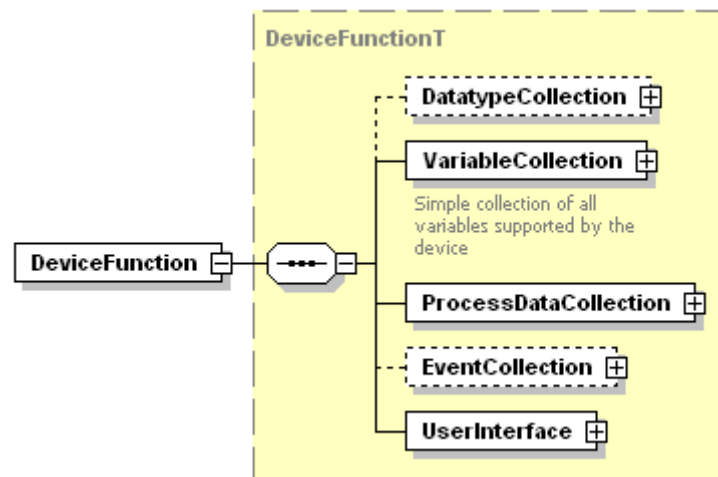 DeviceFunctionT
DatatypeCollection
VariableCollection
Simple collection of all
variables supported by the
device
DeviceFunction
ProcessDataCollection
EventCollection
UserInterface